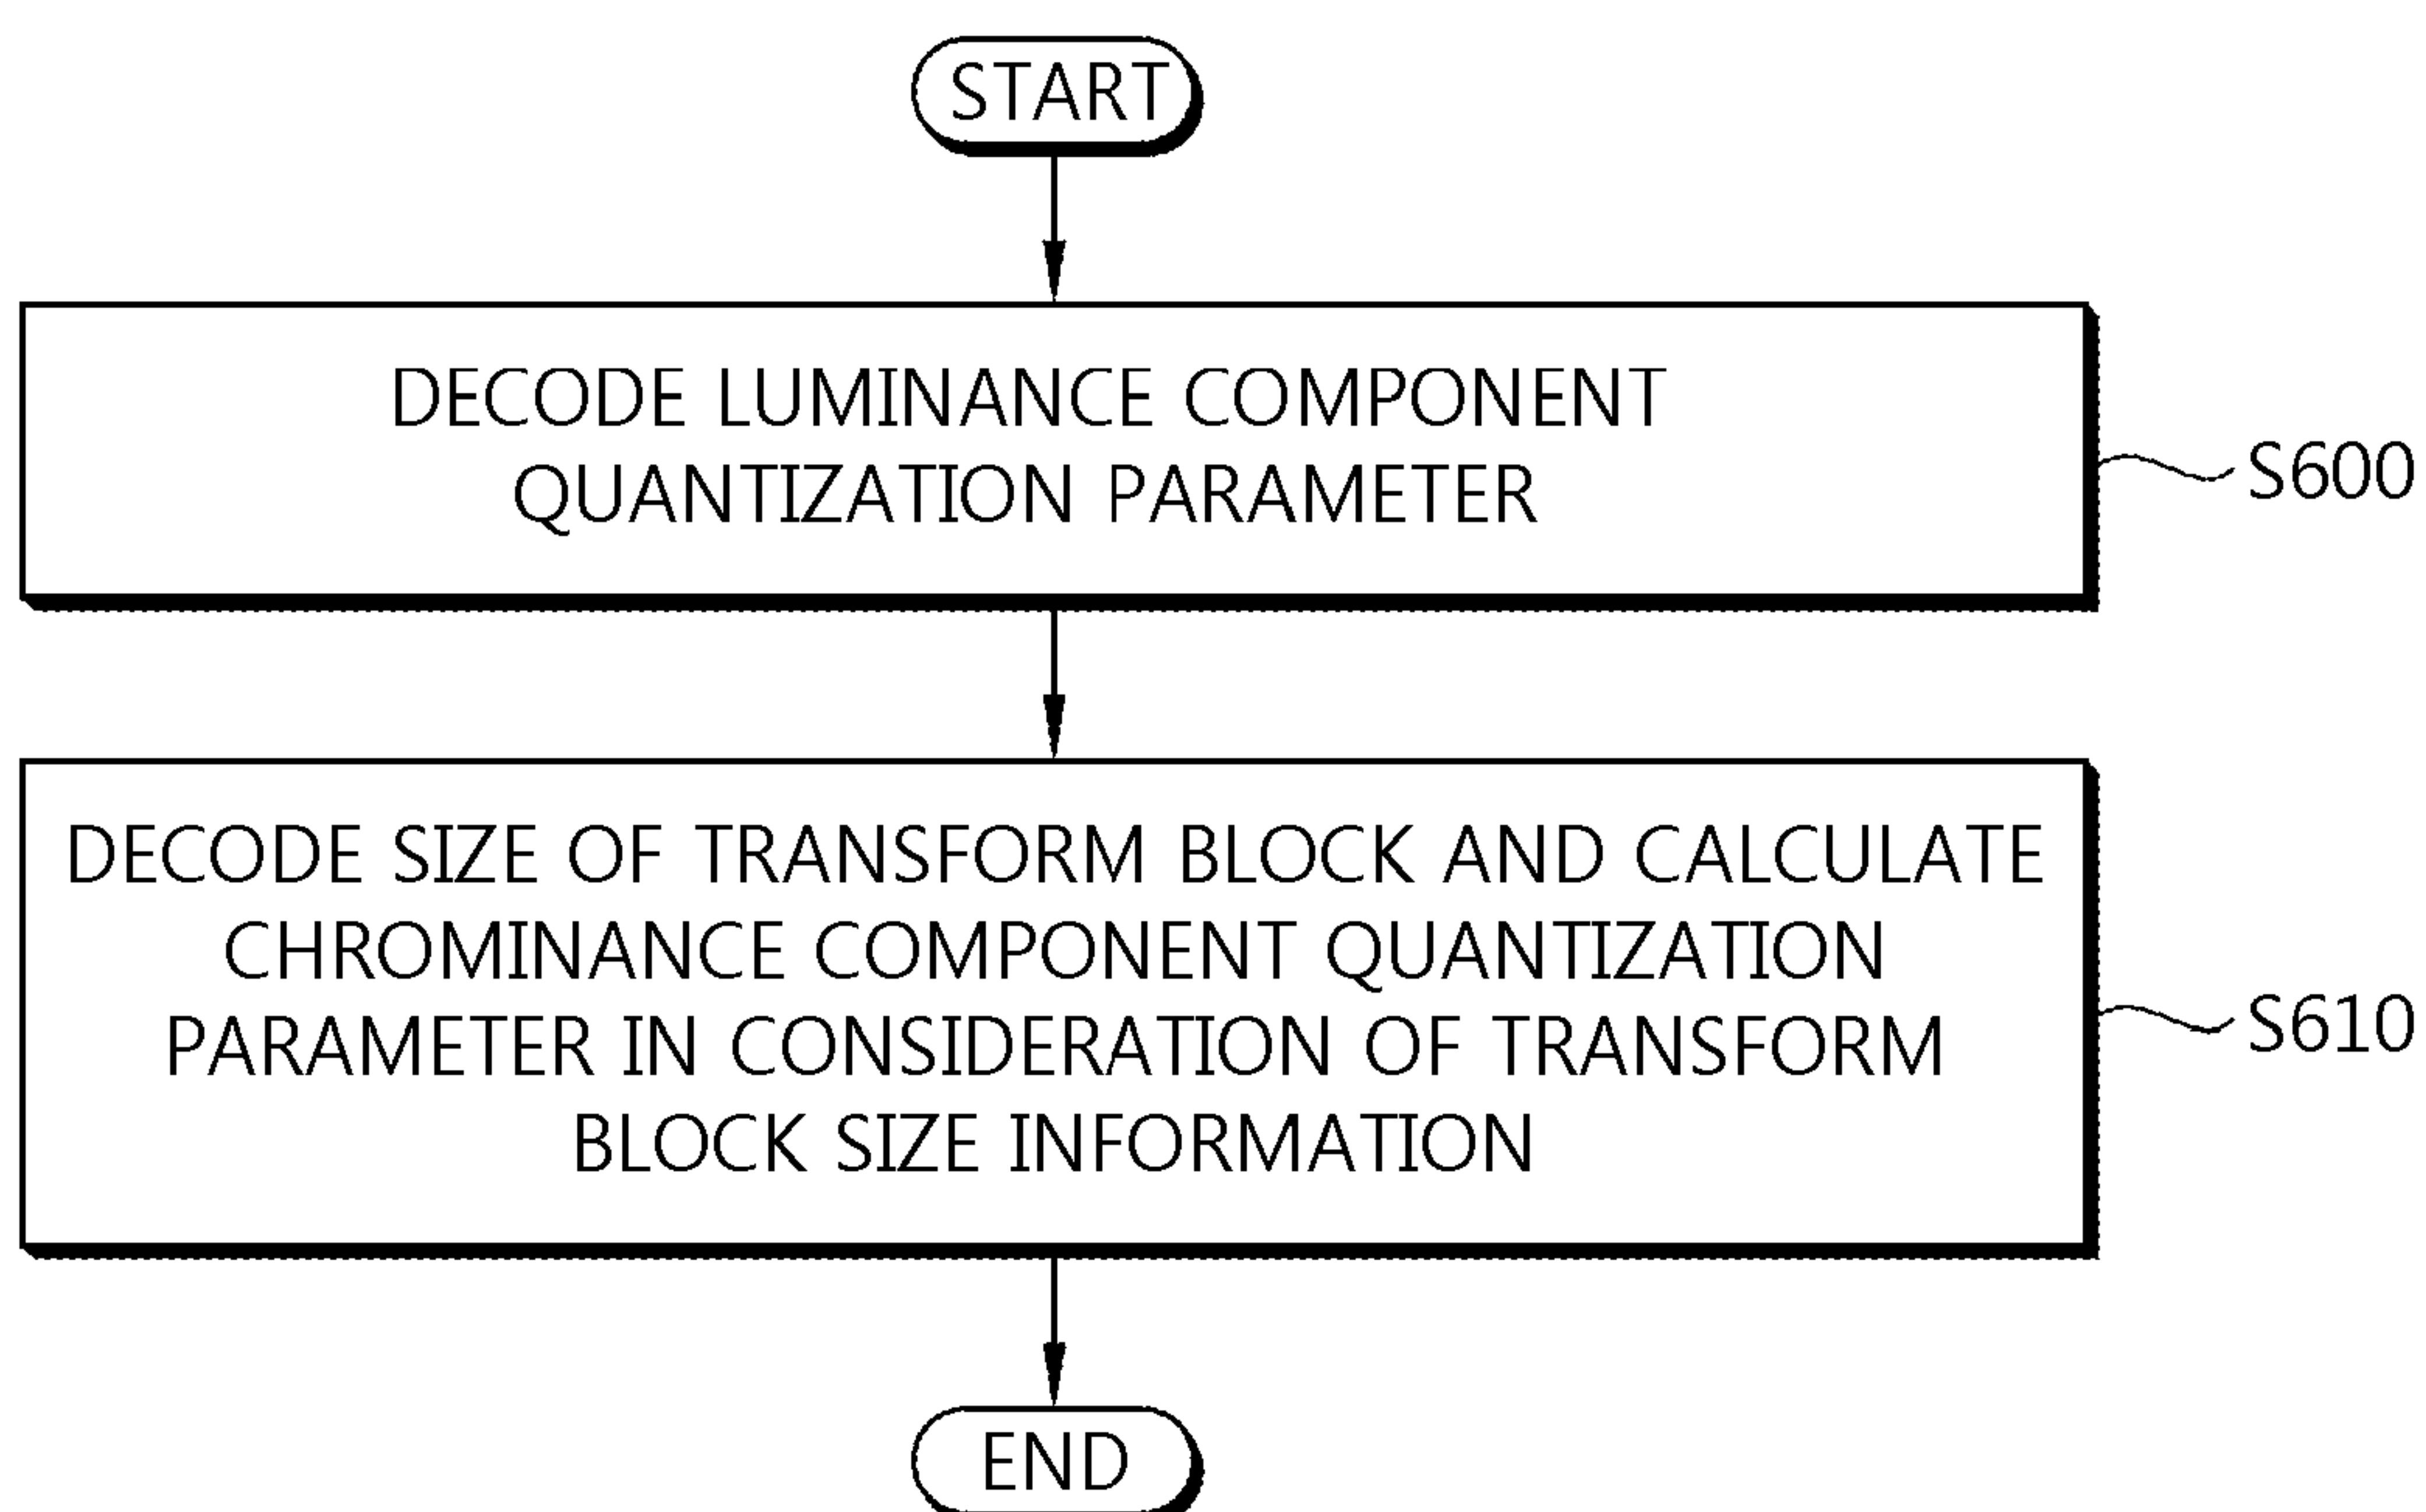 START
DECODE LUMINANCE COMPONENT
QUANTIZATION PARAMETER
S600
DECODE SIZE OF TRANSFORM BLOCK AND CALCULATE
CHROMINANCE COMPONENT QUANTIZATION
PARAMETER IN CONSIDERATION OF TRANSFORM
BLOCK SIZE INFORMATION
S610
END